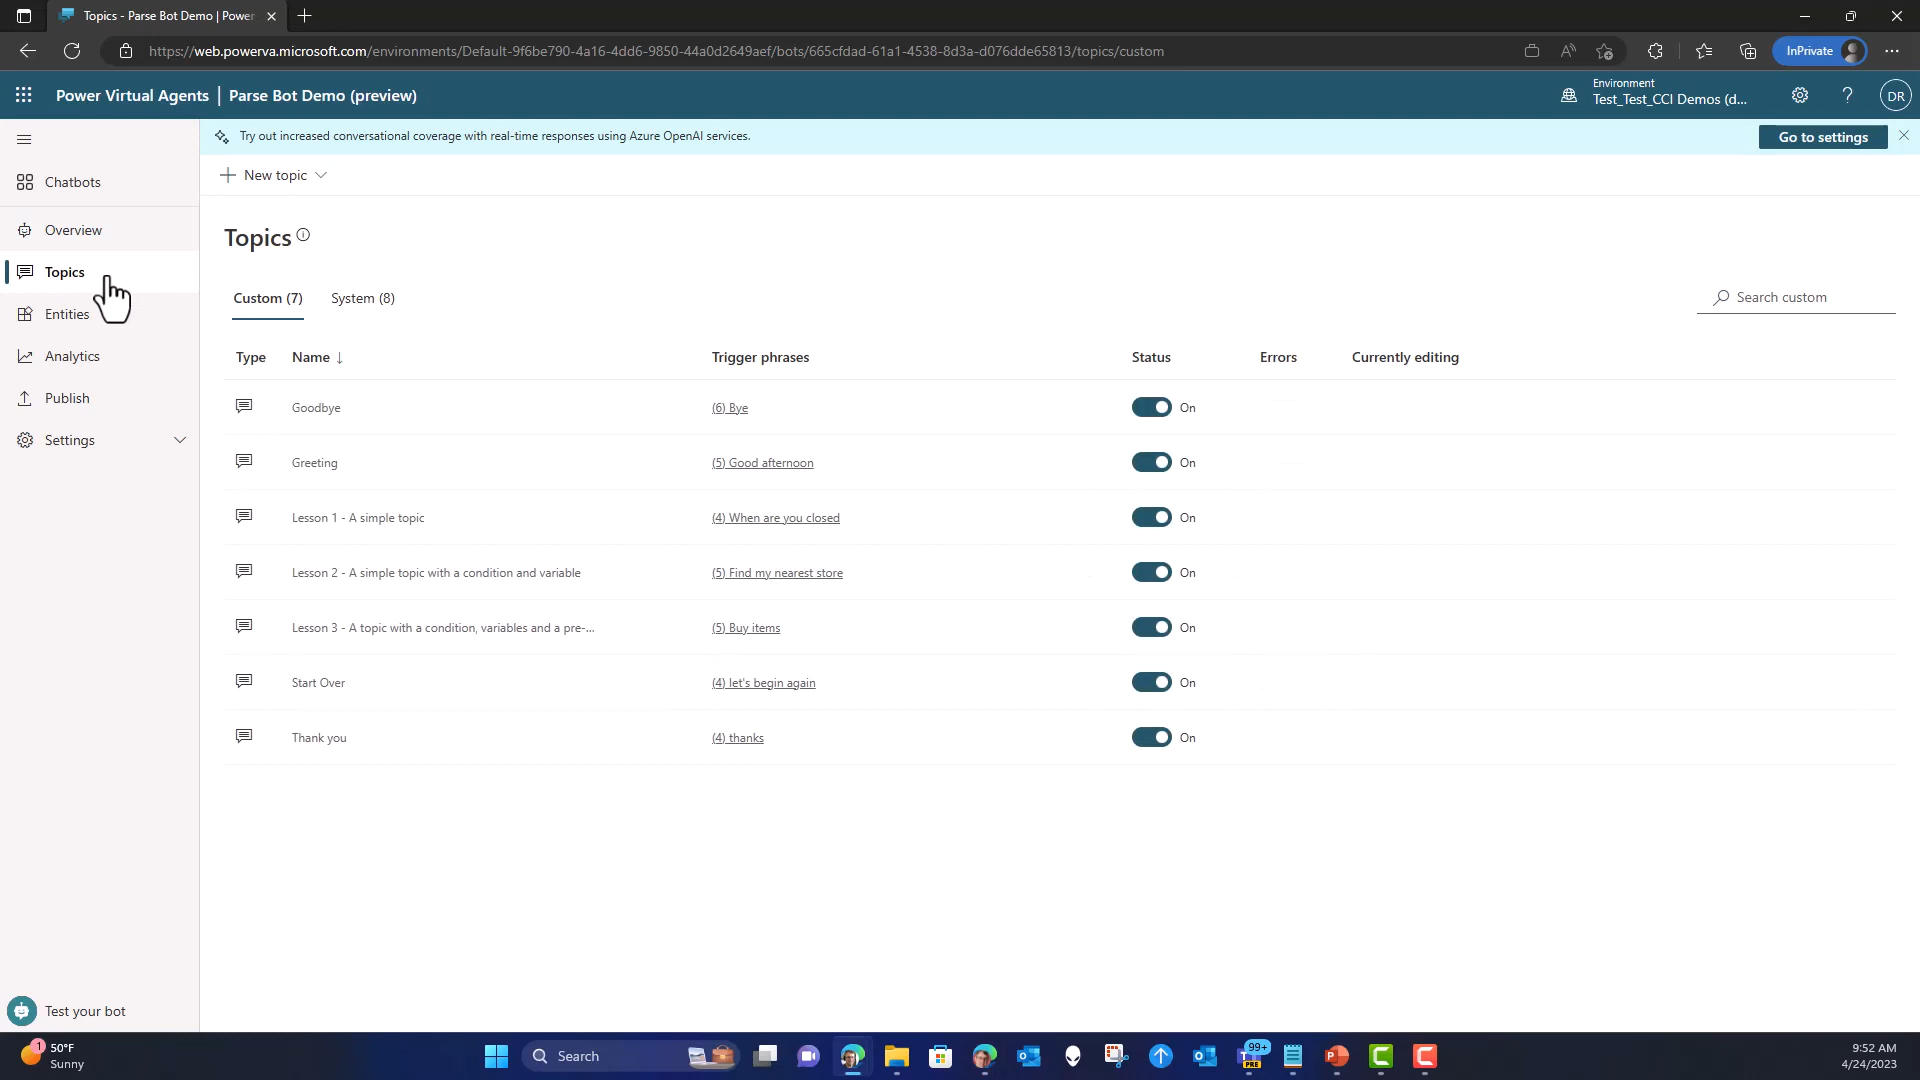 Topics - Parse Bot Demo | Power
https://web.powerva.microsoft.com/environments/Default-9f6be790-4a16-4dd6-9850-44a0d2649aef/bots/665cfdad-61a1-4538-8d3a-d076dde65813/topics/custom
InPrivate
Power Virtual Agents | Parse Bot Demo (preview)
Environment
Test_Test_CCI Demos (d...
?
DR
Try out increased conversational coverage with real-time responses using Azure OpenAI services.
Go to settings
New topic
Chatbots
Overview
Topics
Entities
Analytics
Publish
Settings
Test your bot
Topics
Custom (7)
System (8)
Search custom
Type
Name ↓
Trigger phrases
Status
Errors
Currently editing
Goodbye
(6) Bye
On
Greeting
(5) Good afternoon
On
Lesson 1 - A simple topic
(4) When are you closed
On
Lesson 2 - A simple topic with a condition and variable
(5) Find my nearest store
On
Lesson 3 - A topic with a condition, variables and a pre-...
(5) Buy items
On
Start Over
(4) let's begin again
On
Thank you
(4) thanks
On
1
50°F
Sunny
Search
99+
PRE
9:52 AM
4/24/2023